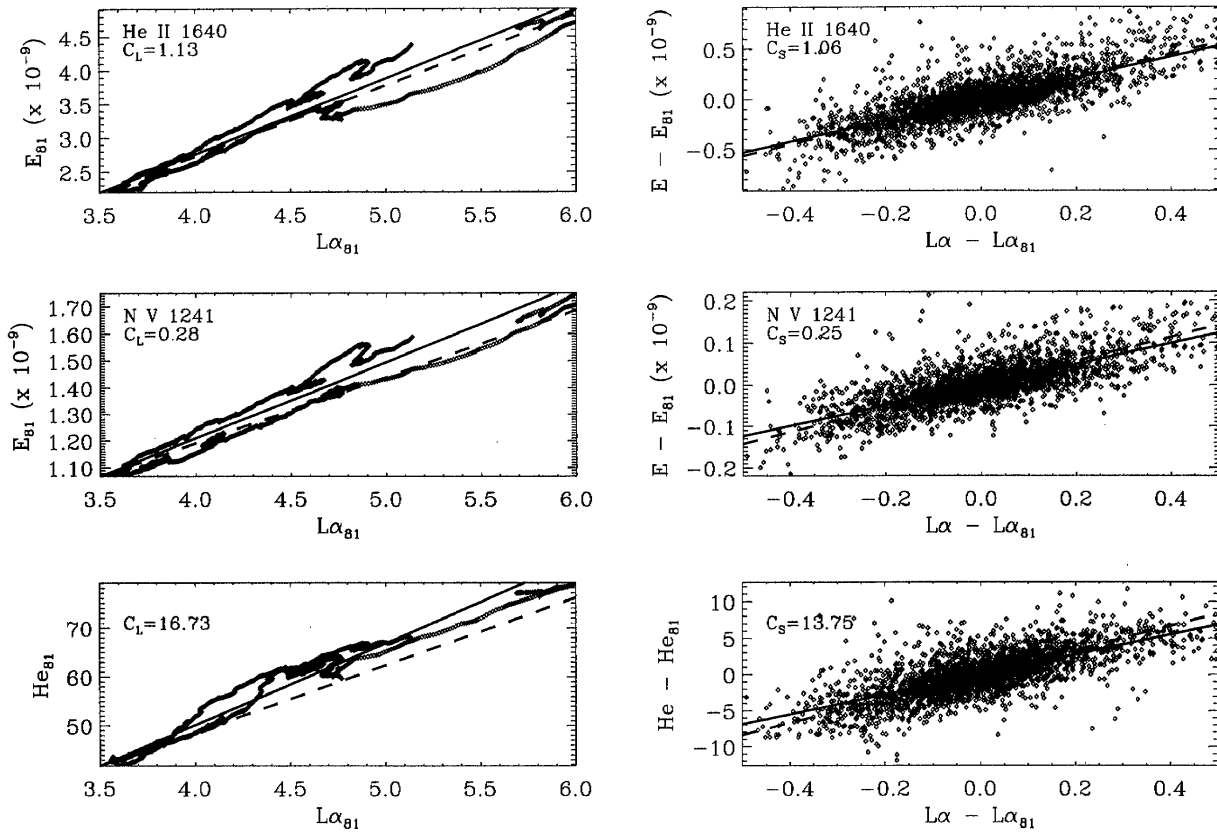 He II 1640
C_L=1.13
E_81 (x 10^-9)
4.5
4.0
3.5
3.0
2.5
3.5 4.0 4.5 5.0 5.5 6.0
Lα_81
He II 1640
C_S=1.06
E - E_81 (x 10^-9)
0.5
0.0
-0.5
-0.4 -0.2 0.0 0.2 0.4
Lα - Lα_81
N V 1241
C_L=0.28
E_81 (x 10^-9)
1.70
1.60
1.50
1.40
1.30
1.20
1.10
3.5 4.0 4.5 5.0 5.5 6.0
Lα_81
N V 1241
C_S=0.25
E - E_81 (x 10^-9)
0.2
0.1
0.0
-0.1
-0.2
-0.4 -0.2 0.0 0.2 0.4
Lα - Lα_81
C_L=16.73
He_81
70
60
50
3.5 4.0 4.5 5.0 5.5 6.0
Lα_81
C_S=13.75
He - He_81
10
5
0
-5
-10
-0.4 -0.2 0.0 0.2 0.4
Lα - Lα_81